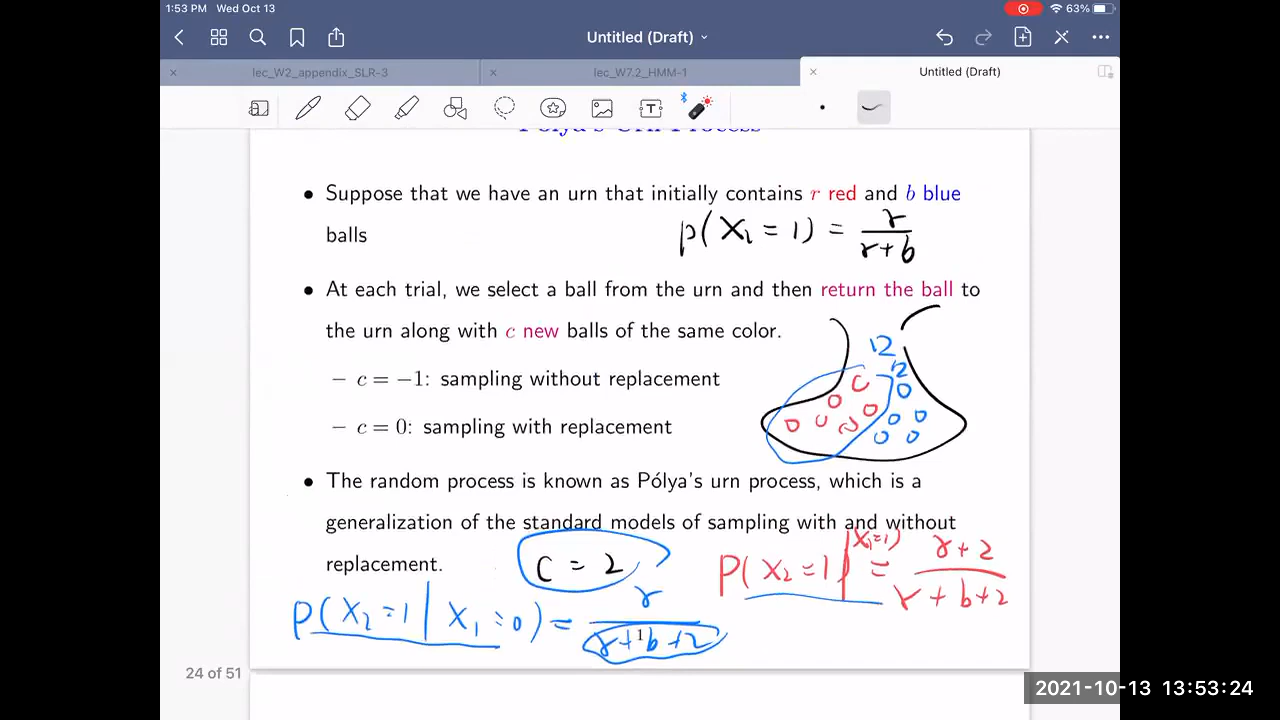 1:53 PM Wed Oct 13
63%
Untitled (Draft)
lec_W2_appendix_SLR-3
lec_W7.2_HMM-1
Untitled (Draft)
Pólya's Urn Process
• Suppose that we have an urn that initially contains r red and b blue
balls
p(X₁ = 1) = r / (r+b)
• At each trial, we select a ball from the urn and then return the ball to
the urn along with c new balls of the same color.
– c = −1: sampling without replacement
– c = 0: sampling with replacement
12
12
• The random process is known as Pólya's urn process, which is a
generalization of the standard models of sampling with and without
replacement.
C = 2
P(X₂ = 1 | X₁=1) = (r+2) / (r+b+2)
P(X₂ = 1 | X₁ = 0) = r / (r+b+2)
24 of 51
2021-10-13 13:53:24